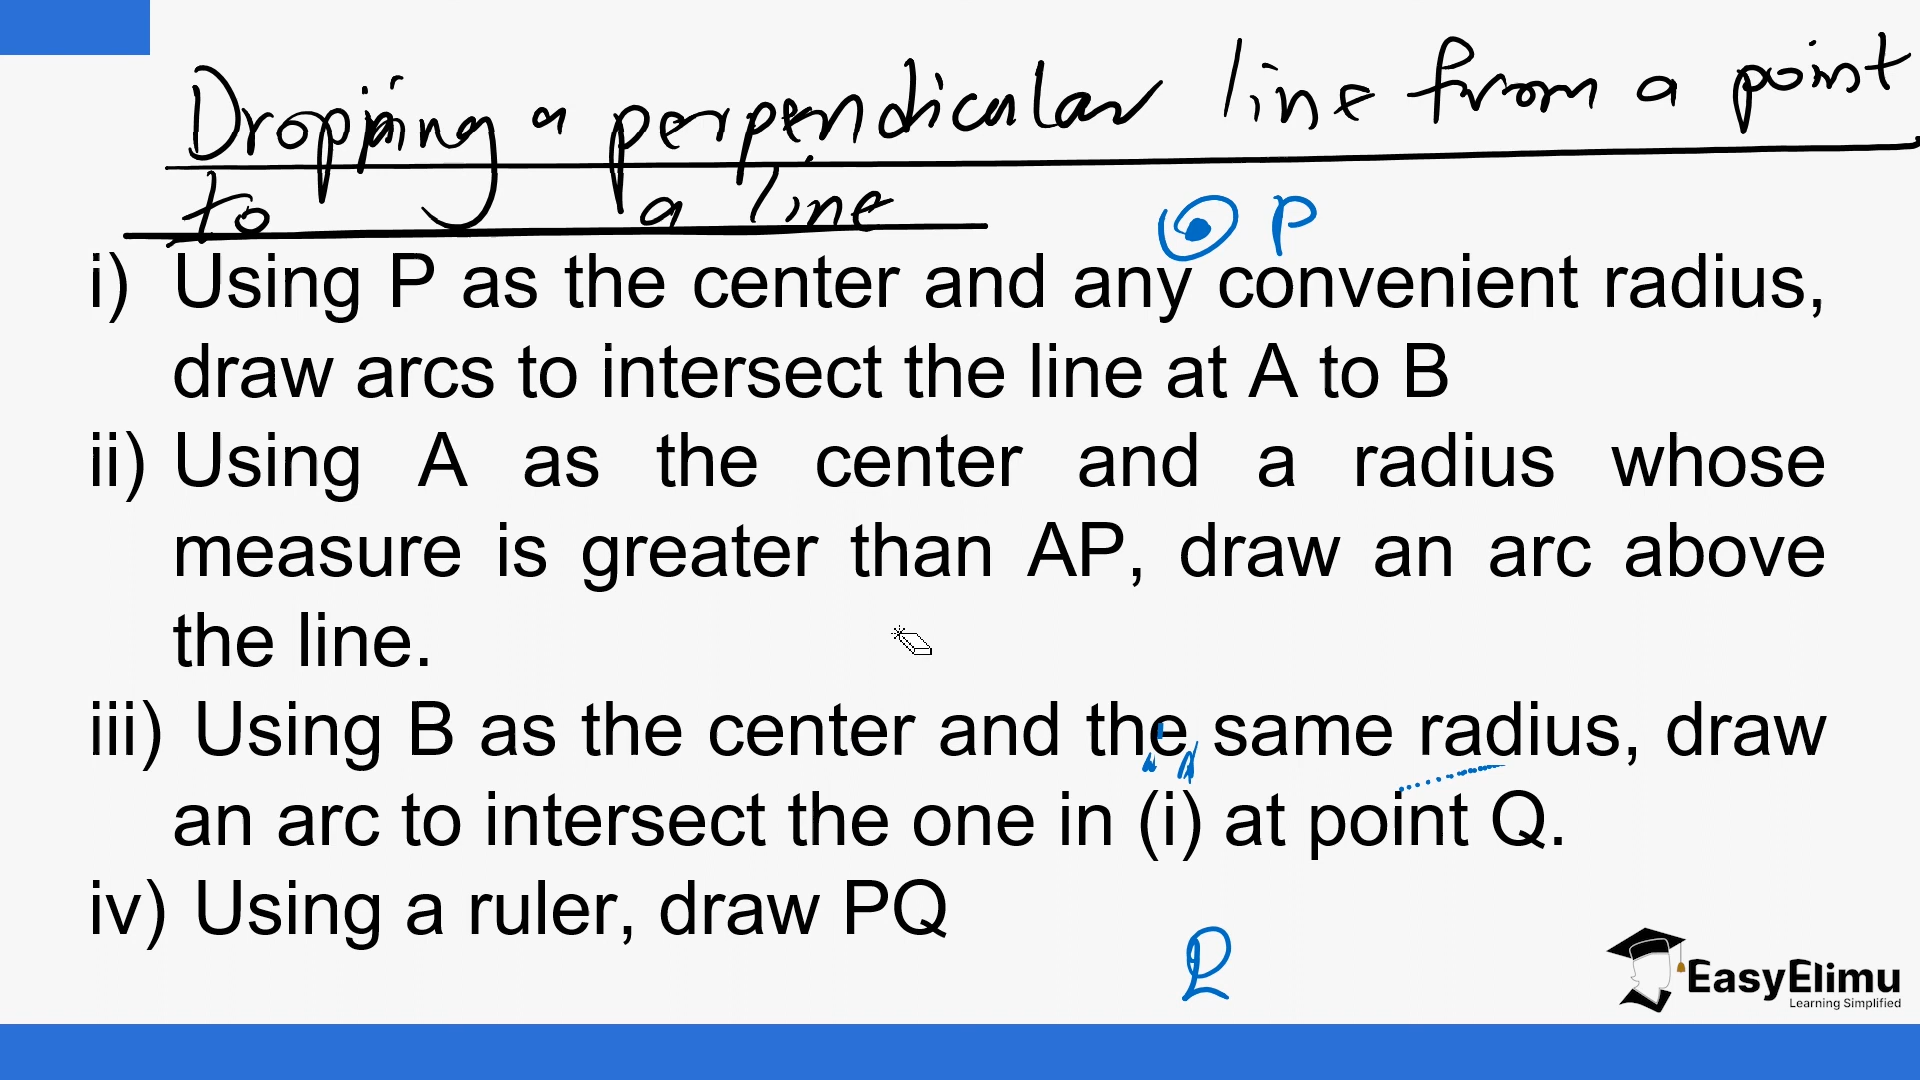 Dropping a perpendicular line from a point
to a line
P
i) Using P as the center and any convenient radius,
draw arcs to intersect the line at A to B
ii) Using A as the center and a radius whose
measure is greater than AP, draw an arc above
the line.
iii) Using B as the center and the same radius, draw
an arc to intersect the one in (i) at point Q.
iv) Using a ruler, draw PQ
EasyElimu
Learning Simplified